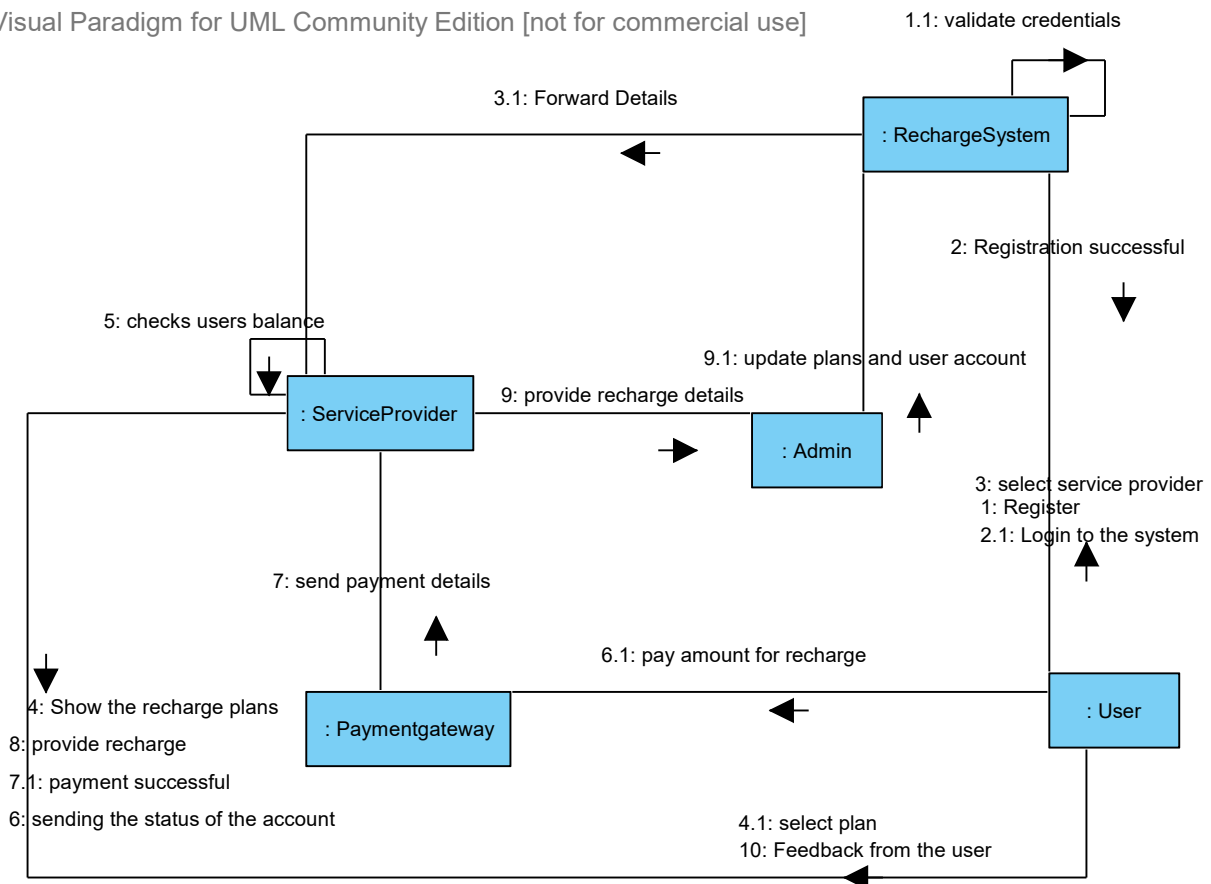 Visual Paradigm for UML Community Edition [not for commercial use]
1.1: validate credentials
3.1: Forward Details
: RechargeSystem
2: Registration successful
5: checks users balance
9.1: update plans and user account
9: provide recharge details
: ServiceProvider
: Admin
3: select service provider
1: Register
2.1: Login to the system
7: send payment details
6.1: pay amount for recharge
4: Show the recharge plans
: Paymentgateway
: User
8: provide recharge
7.1: payment successful
6: sending the status of the account
4.1: select plan
10: Feedback from the user